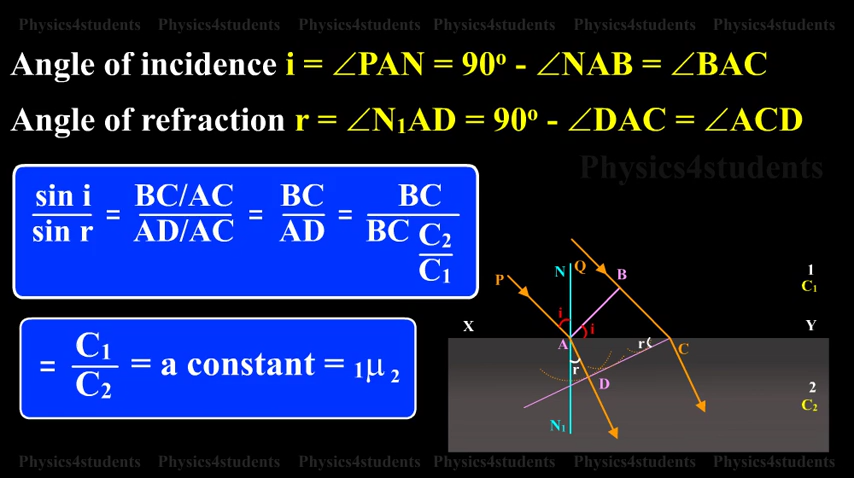 Physics4students Physics4students Physics4students Physics4students Physics4students Physics4students
Angle of incidence i = ∠PAN = 90° - ∠NAB = ∠BAC
Angle of refraction r = ∠N₁AD = 90° - ∠DAC = ∠ACD
Physics4students
sin i / sin r = BC/AC / AD/AC = BC / AD = BC / BC C₂/C₁
= C₁ / C₂ = a constant = ₁μ₂
N Q B 1
P C₁
i i
X Y
A r C
r D 2
C₂
N₁
Physics4students Physics4students Physics4students Physics4students Physics4students Physics4students